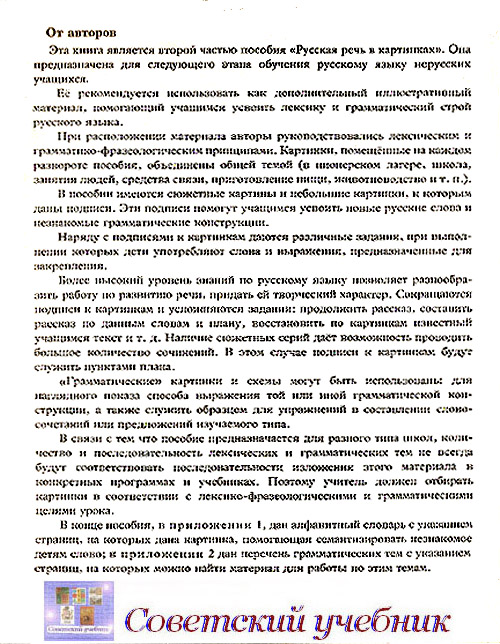 От авторов
Эта книга является второй частью пособия «Русская речь в картинках». Она
предназначена для следующего этапа обучения русскому языку нерусских
учащихся.
Её рекомендуется использовать как дополнительный иллюстративный
материал, помогающий учащимся усвоить лексику и грамматический строй
русского языка.
При расположении материала авторы руководствовались лексическим и
грамматико-фразеологическим принципами. Картинки, помещённые на каждом
развороте пособия, объединены общей темой (в пионерском лагере, школа,
занятия людей, средства связи, приготовление пищи, животноводство и т. п.).
В пособии имеются сюжетные картины и небольшие картинки, к которым
даны подписи. Эти подписи помогут учащимся усвоить новые русские слова и
незнакомые грамматические конструкции.
Наряду с подписями к картинкам даются различные задания, при выпол-
нении которых дети употребляют слова и выражения, предназначенные для
закрепления.
Более высокий уровень знаний по русскому языку позволяет разнообра-
зить работу по развитию речи, придать ей творческий характер. Сокращаются
подписи к картинкам и усложняются задания: продолжить рассказ, составить
рассказ по данным словам и плану, восстановить по картинкам известный
учащимся текст и т. д. Наличие сюжетных серий даёт возможность проводить
большое количество сочинений. В этом случае подписи к картинкам будут
служить пунктами плана.
«Грамматические» картинки и схемы могут быть использованы для
наглядного показа способа выражения той или иной грамматической кон-
струкции, а также служить образцом для упражнений в составлении слово-
сочетаний или предложений изучаемого типа.
В связи с тем что пособие предназначается для разного типа школ, коли-
чество и последовательность лексических и грамматических тем не всегда
будут соответствовать последовательности изложения этого материала в
конкретных программах и учебниках. Поэтому учитель должен отбирать
картинки в соответствии с лексико-фразеологическими и грамматическими
целями урока.
В конце пособия, в приложении 1, дан алфавитный словарь с указанием
страниц, на которых дана картинка, помогающая семантизировать незнакомое
детям слово; в приложении 2 дан перечень грамматических тем с указанием
страниц, на которых можно найти материал для работы по этим темам.
Советский учебник
Советский учебник